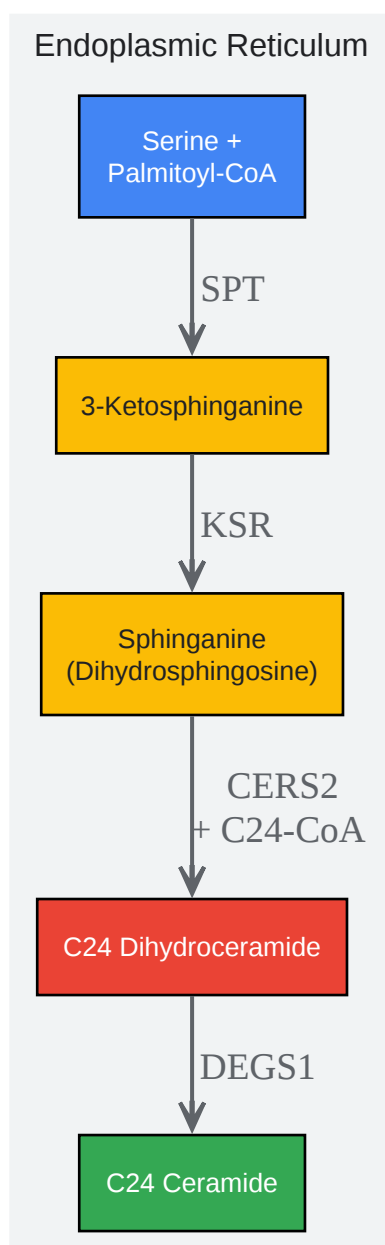 Endoplasmic Reticulum
Serine +
Palmitoyl-CoA
SPT
3-Ketosphinganine
KSR
Sphinganine
(Dihydrosphingosine)
CERS2
+ C24-CoA
C24 Dihydroceramide
DEGS1
C24 Ceramide